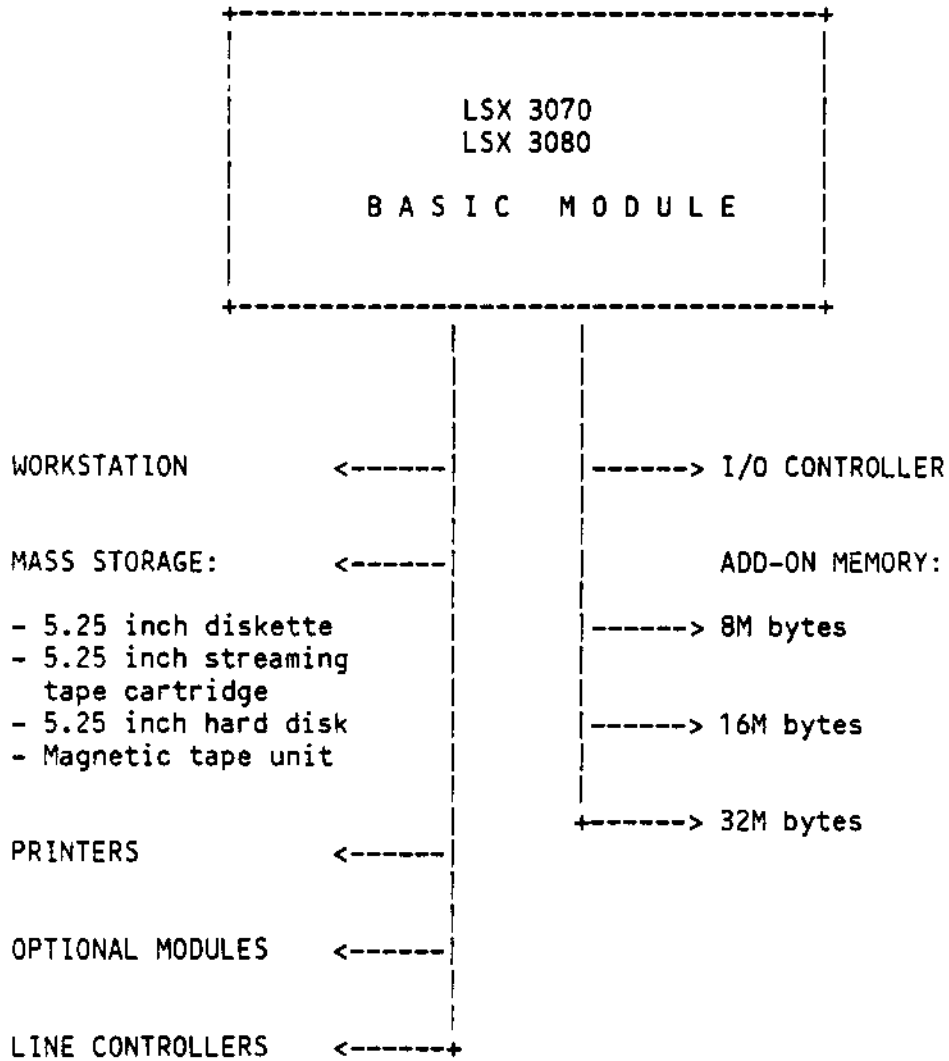 LSX 3070
LSX 3080
BASIC MODULE
WORKSTATION
I/O CONTROLLER
MASS STORAGE:
ADD-ON MEMORY:
- 5.25 inch diskette
8M bytes
- 5.25 inch streaming
tape cartridge
- 5.25 inch hard disk
16M bytes
- Magnetic tape unit
32M bytes
PRINTERS
OPTIONAL MODULES
LINE CONTROLLERS